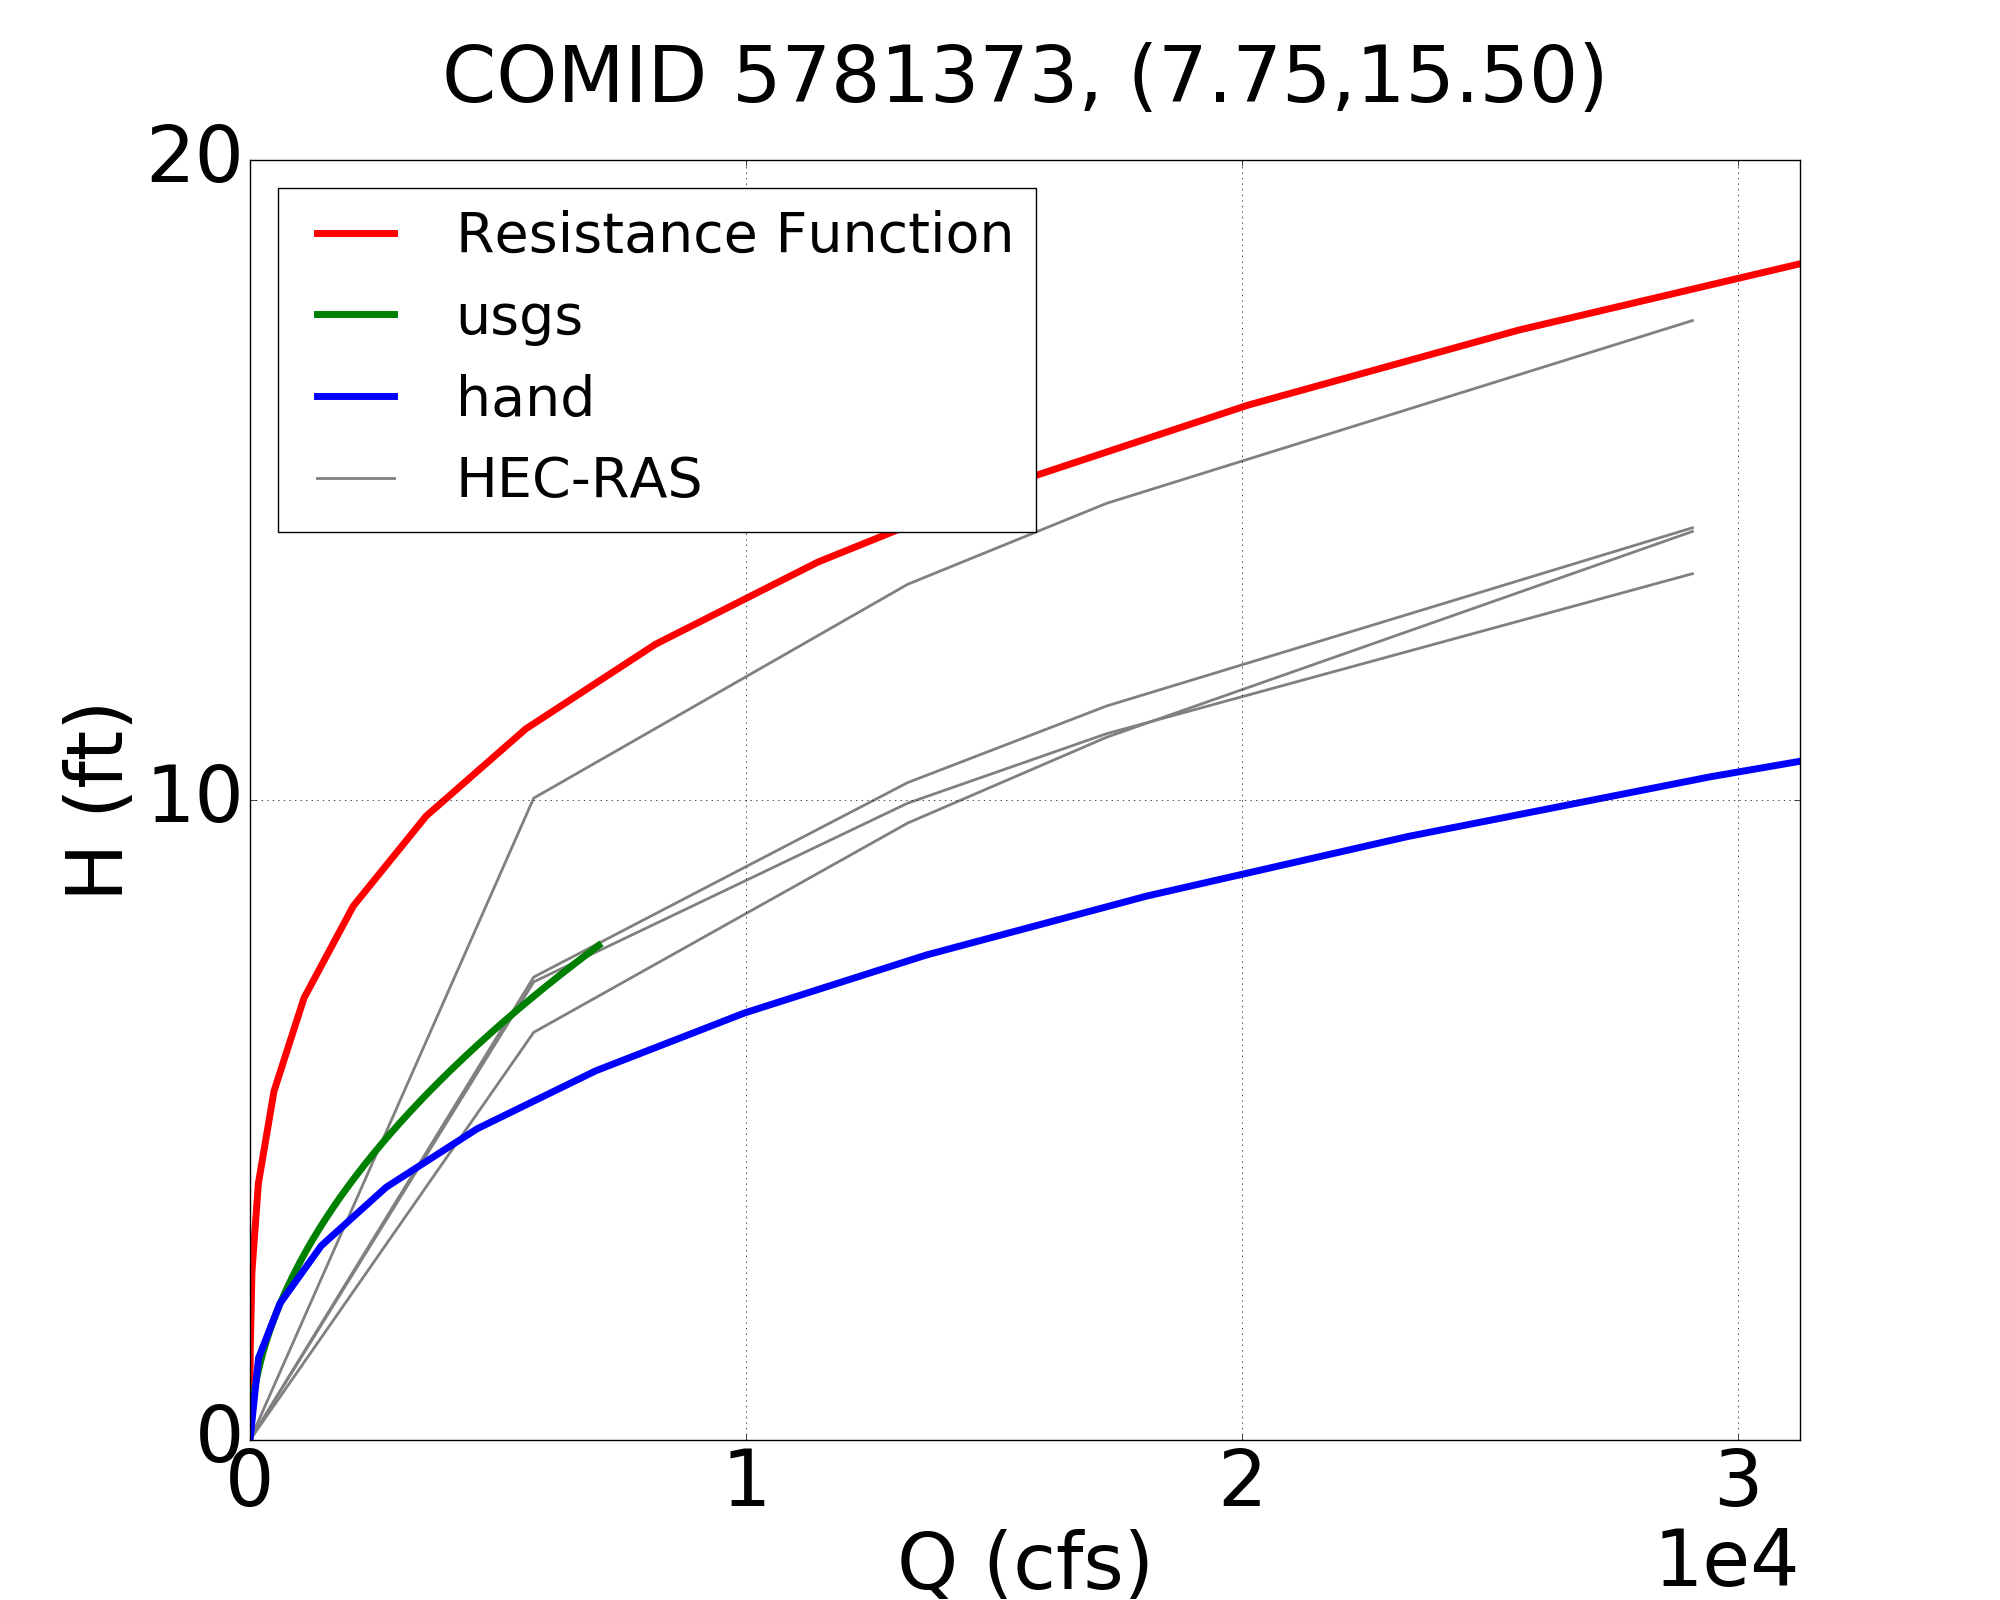 COMID 5781373, (7.75,15.50)
20
Resistance Function
usgs
hand
HEC-RAS
H (ft)
10
0
0 1 2 3
Q (cfs)
1e4